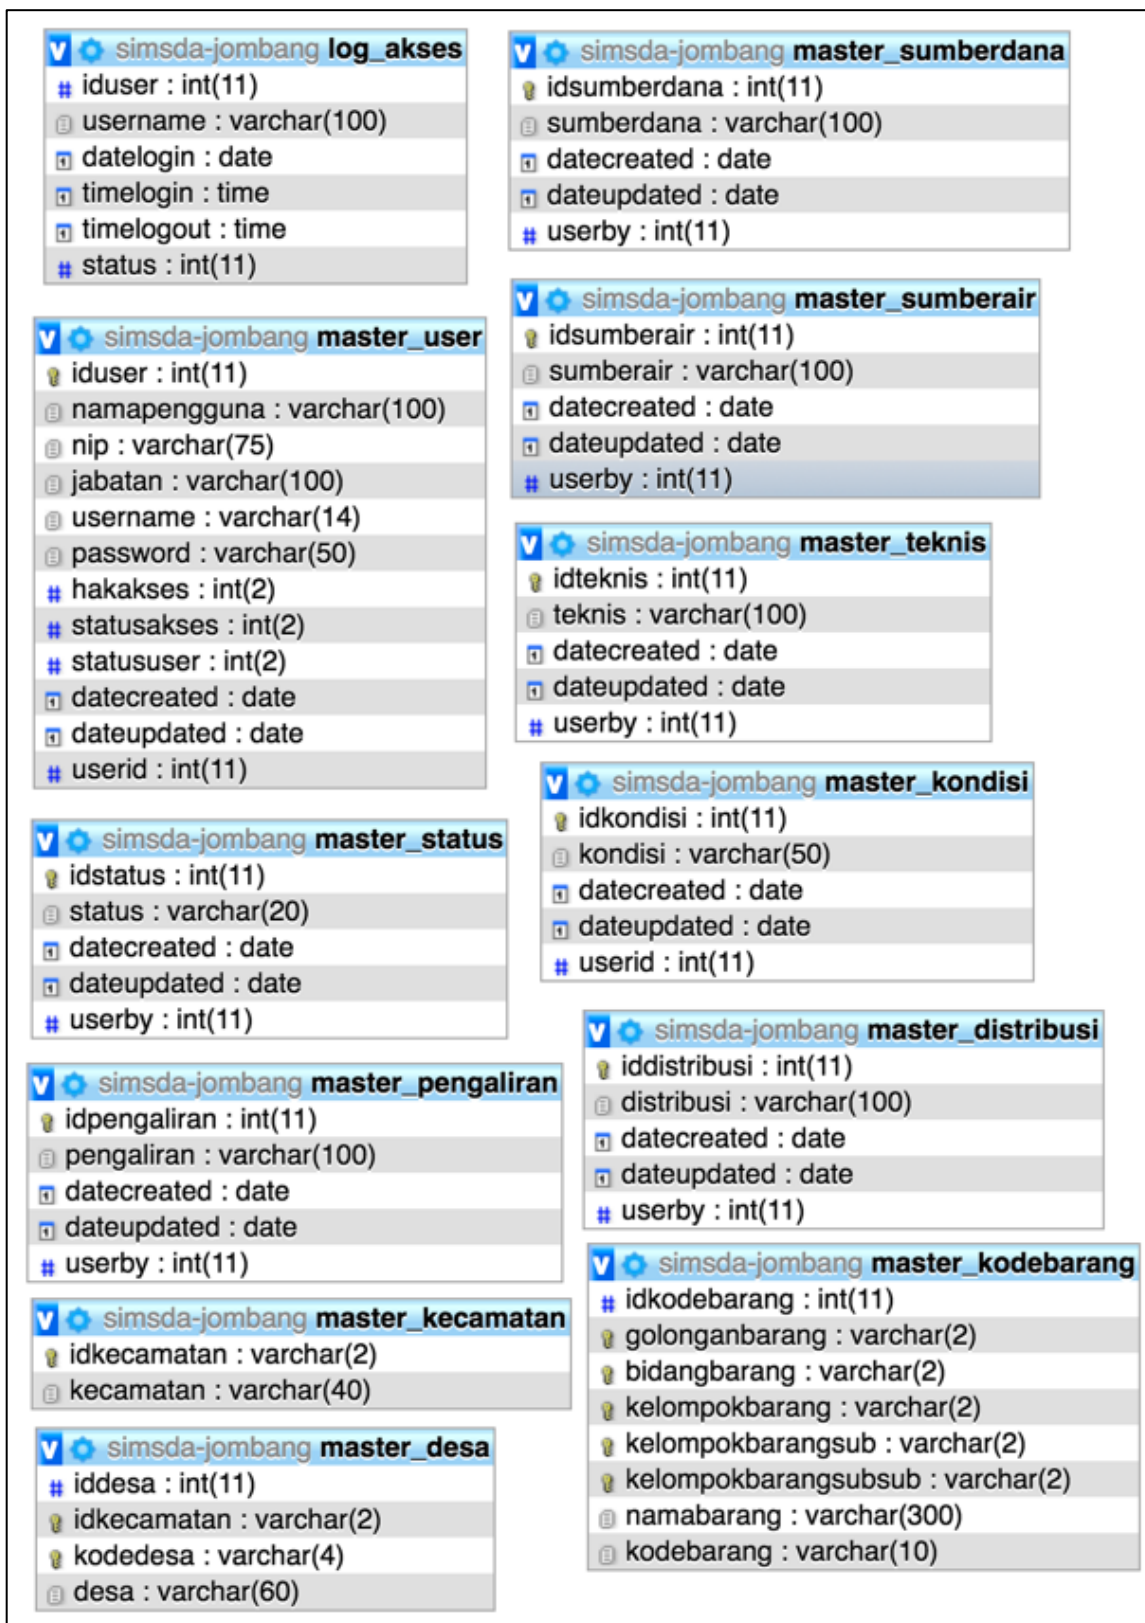 simsda-jombang log_akses
iduser : int(11)
username : varchar(100)
datelogin : date
timelogin : time
timelogout : time
status : int(11)
simsda-jombang master_user
iduser : int(11)
namapengguna : varchar(100)
nip : varchar(75)
jabatan : varchar(100)
username : varchar(14)
password : varchar(50)
hakakses : int(2)
statusakses : int(2)
statususer : int(2)
datecreated : date
dateupdated : date
userid : int(11)
simsda-jombang master_status
idstatus : int(11)
status : varchar(20)
datecreated : date
dateupdated : date
userby : int(11)
simsda-jombang master_pengaliran
idpengaliran : int(11)
pengaliran : varchar(100)
datecreated : date
dateupdated : date
userby : int(11)
simsda-jombang master_kecamatan
idkecamatan : varchar(2)
kecamatan : varchar(40)
simsda-jombang master_desa
iddesa : int(11)
idkecamatan : varchar(2)
kodedesa : varchar(4)
desa : varchar(60)
simsda-jombang master_sumberdana
idsumberdana : int(11)
sumberdana : varchar(100)
datecreated : date
dateupdated : date
userby : int(11)
simsda-jombang master_sumberair
idsumberair : int(11)
sumberair : varchar(100)
datecreated : date
dateupdated : date
userby : int(11)
simsda-jombang master_teknis
idteknis : int(11)
teknis : varchar(100)
datecreated : date
dateupdated : date
userby : int(11)
simsda-jombang master_kondisi
idkondisi : int(11)
kondisi : varchar(50)
datecreated : date
dateupdated : date
userid : int(11)
simsda-jombang master_distribusi
iddistribusi : int(11)
distribusi : varchar(100)
datecreated : date
dateupdated : date
userby : int(11)
simsda-jombang master_kodebarang
idkodebarang : int(11)
golonganbarang : varchar(2)
bidangbarang : varchar(2)
kelompokbarang : varchar(2)
kelompokbarangsub : varchar(2)
kelompokbarangsubsub : varchar(2)
namabarang : varchar(300)
kodebarang : varchar(10)